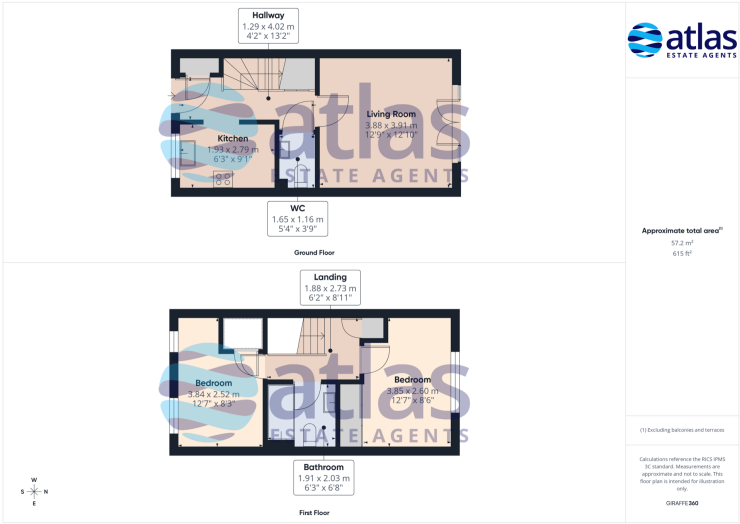 Hallway
1.29 x 4.02 m
4'2" x 13'2"
Living Room
3.88 x 3.91 m
12'9" x 12'10"
Kitchen
1.93 x 2.79 m
6'3" x 9'1"
atlas
ESTATE AGENTS
WC
1.65 x 1.16 m
5'4" x 3'9"
Ground Floor
Landing
1.88 x 2.73 m
6'2" x 8'11"
Bedroom
3.84 x 2.52 m
12'7" x 8'3"
Bedroom
3.85 x 2.60 m
12'7" x 8'6"
atlas
ESTATE AGENTS
Bathroom
1.91 x 2.03 m
6'3" x 6'8"
First Floor
W
S N
E
atlas
ESTATE AGENTS
Approximate total area(1)
57.2 m²
615 ft²
(1) Excluding balconies and terraces
Calculations reference the RICS IPMS
3C standard. Measurements are
approximate and not to scale. This
floor plan is intended for illustration
only.
GIRAFFE360